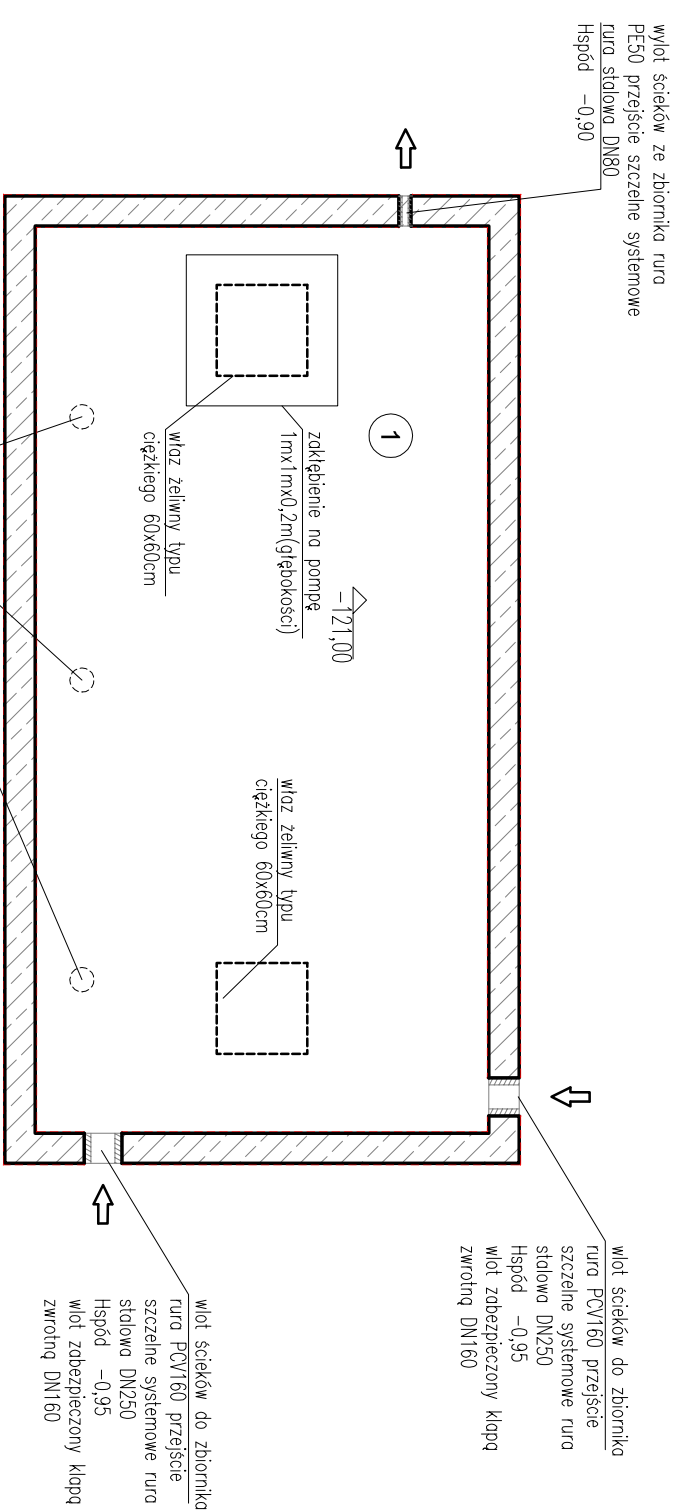 wylot ścieków ze zbiornika rura
PE50 przejście szczelne systemowe
rura stalowa DN80
Hspód -0,90
1
zakłębienie na pompę
1mx1mx0,2m(głębokości)
-121,00
właz żeliwny typu
ciężkiego 60x60cm
właz żeliwny typu
ciężkiego 60x60cm
wlot ścieków do zbiornika
rura PCV160 przejście
szczelne systemowe rura
stalowa DN250
Hspód -0,95
wlot zabezpieczony klapą
zwrotną DN160
wlot ścieków do zbiornika
rura PCV160 przejście
szczelne systemowe rura
stalowa DN250
Hspód -0,95
wlot zabezpieczony klapą
zwrotną DN160